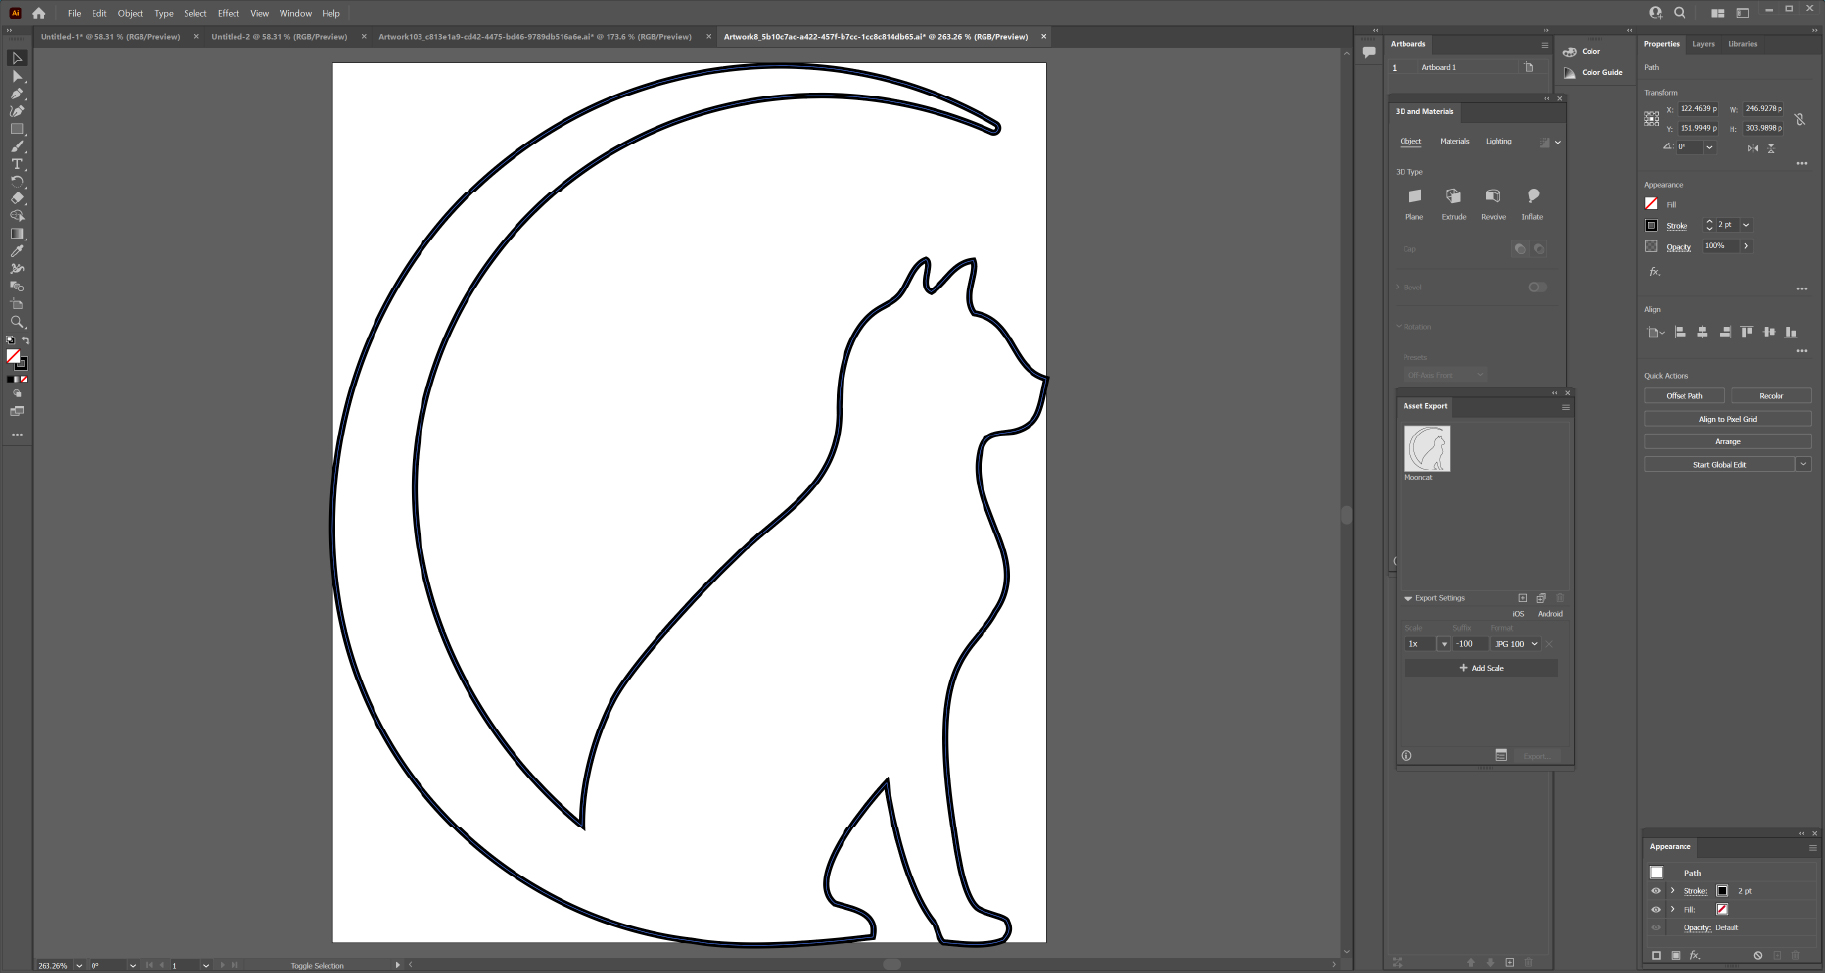 Ai File Edit Object Type Select Effect View Window Help
Untitled-1* @ 58.31 % (RGB/Preview) × Untitled-2 @ 58.31 % (RGB/Preview) × Artwork103_c813e1a9-cd42-4475-bd46-9789db516a6e.ai* @ 173.6 % (RGB/Preview) × Artwork8_5b10c7ac-a422-457f-b7cc-1cc8c814db65.ai* @ 263.26 % (RGB/Preview) ×
Artboards
1 Artboard 1
3D and Materials
Object Materials Lighting
3D Type
Plane Extrude Revolve Inflate
Cap
Bevel
Rotation
Presets
Off-Axis Front
Asset Export
Mooncat
Export Settings
iOS Android
Scale Suffix Format
1x -100 JPG 100
+ Add Scale
Export...
Color
Color Guide
Properties Layers Libraries
Path
Transform
X: 122.4639 p W: 246.9278 p
Y: 151.9949 p H: 303.9898 p
0°
Appearance
Fill
Stroke 2 pt
Opacity 100%
fx.
Align
Quick Actions
Offset Path Recolor
Align to Pixel Grid
Arrange
Start Global Edit
Appearance
Path
Stroke: 2 pt
Fill:
Opacity: Default
fx.
263.26% 0° 1 Toggle Selection